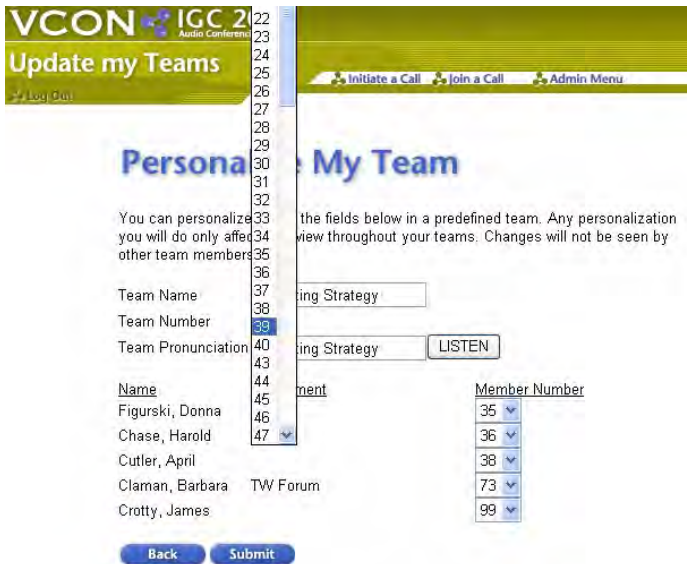 VCON IGC 2
Audio Conferenci
Update my Teams
Log Out
Initiate a Call Join a Call Admin Menu
Persona e My Team
You can personalize the fields below in a predefined team. Any personalization
you will do only affe view throughout your teams. Changes will not be seen by
other team members
Team Name ting Strategy
Team Number
Team Pronunciation ting Strategy LISTEN
22
23
24
25
26
27
28
29
30
31
32
33
34
35
36
37
38
39
40
43
44
45
46
47
Name ment Member Number
Figurski, Donna 35
Chase, Harold 36
Cutler, April 38
Claman, Barbara TW Forum 73
Crotty, James 99
Back Submit